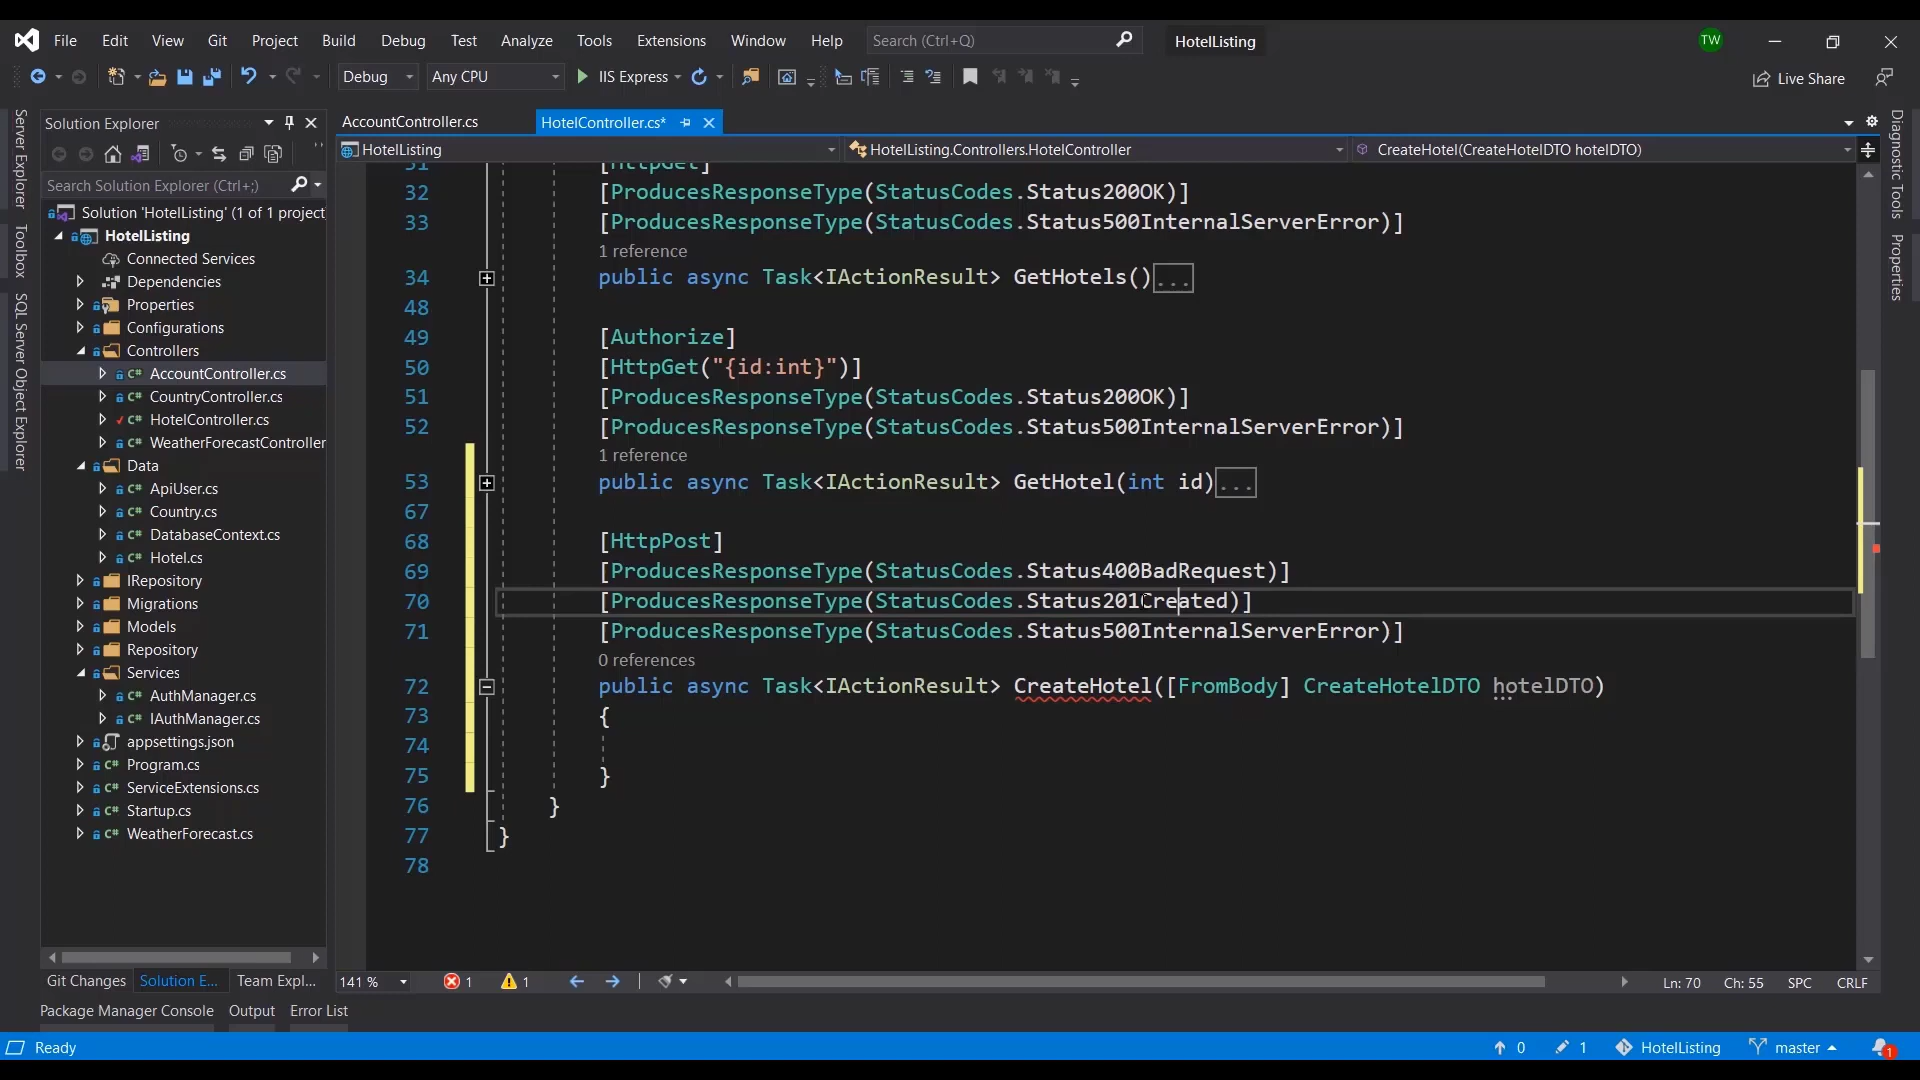 File Edit View Git Project Build Debug Test Analyze Tools Extensions Window Help Search (Ctrl+Q) HotelListing TW
Debug Any CPU IIS Express Live Share
Server Explorer
Toolbox
SQL Server Object Explorer
Solution Explorer
Search Solution Explorer (Ctrl+;)
Solution 'HotelListing' (1 of 1 project
HotelListing
Connected Services
Dependencies
Properties
Configurations
Controllers
AccountController.cs
CountryController.cs
HotelController.cs
WeatherForecastController
Data
ApiUser.cs
Country.cs
DatabaseContext.cs
Hotel.cs
IRepository
Migrations
Models
Repository
Services
AuthManager.cs
IAuthManager.cs
appsettings.json
Program.cs
ServiceExtensions.cs
Startup.cs
WeatherForecast.cs
Git Changes Solution E... Team Expl...
AccountController.cs HotelController.cs*
HotelListing HotelListing.Controllers.HotelController CreateHotel(CreateHotelDTO hotelDTO)
31 [HttpGet]
32 [ProducesResponseType(StatusCodes.Status200OK)]
33 [ProducesResponseType(StatusCodes.Status500InternalServerError)]
1 reference
34 public async Task<IActionResult> GetHotels()...
48
49 [Authorize]
50 [HttpGet("{id:int}")]
51 [ProducesResponseType(StatusCodes.Status200OK)]
52 [ProducesResponseType(StatusCodes.Status500InternalServerError)]
1 reference
53 public async Task<IActionResult> GetHotel(int id)...
67
68 [HttpPost]
69 [ProducesResponseType(StatusCodes.Status400BadRequest)]
70 [ProducesResponseType(StatusCodes.Status201Created)]
71 [ProducesResponseType(StatusCodes.Status500InternalServerError)]
0 references
72 public async Task<IActionResult> CreateHotel([FromBody] CreateHotelDTO hotelDTO)
73 {
74
75 }
76 }
77 }
78
141 % 1 1 Ln: 70 Ch: 55 SPC CRLF
Diagnostic Tools
Properties
Package Manager Console Output Error List
Ready 0 1 HotelListing master 1